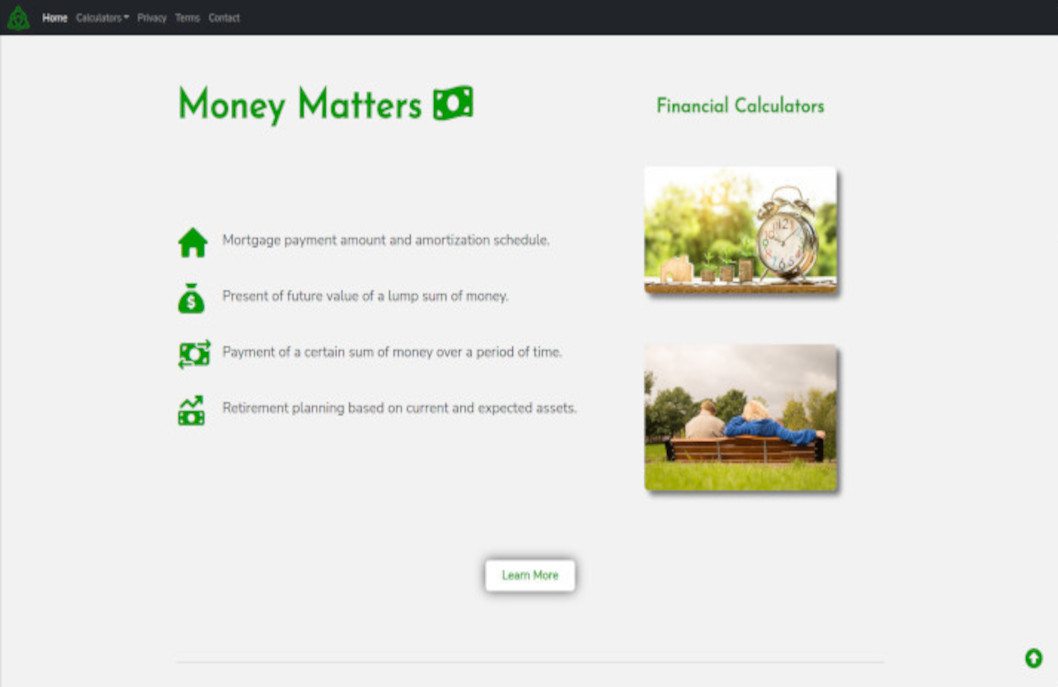 Home Calculators Privacy Terms Contact
Money Matters
Financial Calculators
Mortgage payment amount and amortization schedule.
Present of future value of a lump sum of money.
Payment of a certain sum of money over a period of time.
Retirement planning based on current and expected assets.
Learn More